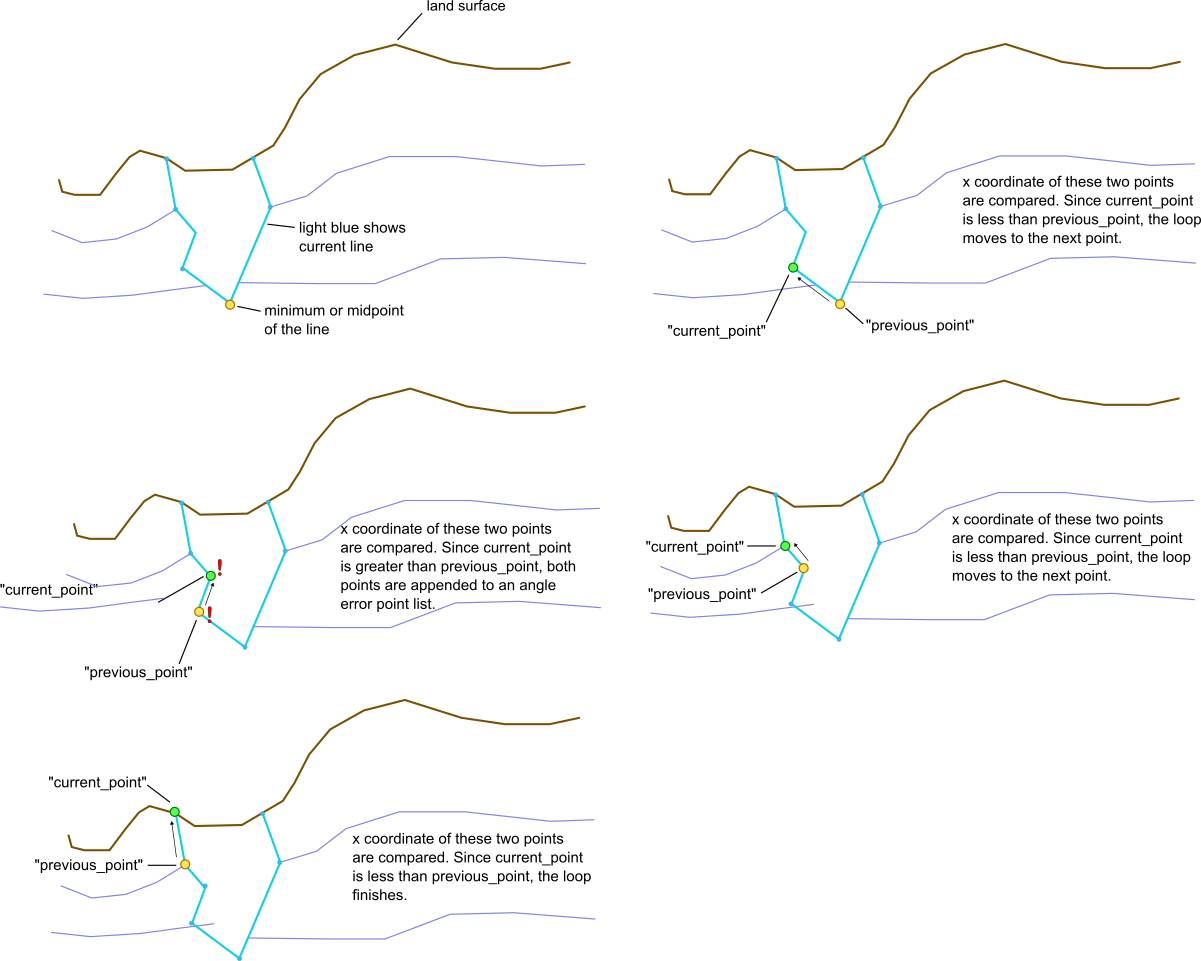 land surface
light blue shows
current line
minimum or midpoint
of the line
x coordinate of these two points
are compared. Since current_point
is less than previous_point, the loop
moves to the next point.
"current_point"
"previous_point"
x coordinate of these two points
are compared. Since current_point
is greater than previous_point, both
points are appended to an angle
error point list.
"current_point"
!
!
"previous_point"
x coordinate of these two points
are compared. Since current_point
is less than previous_point, the loop
moves to the next point.
"current_point"
"previous_point"
"current_point"
"previous_point"
x coordinate of these two points
are compared. Since current_point
is less than previous_point, the loop
finishes.